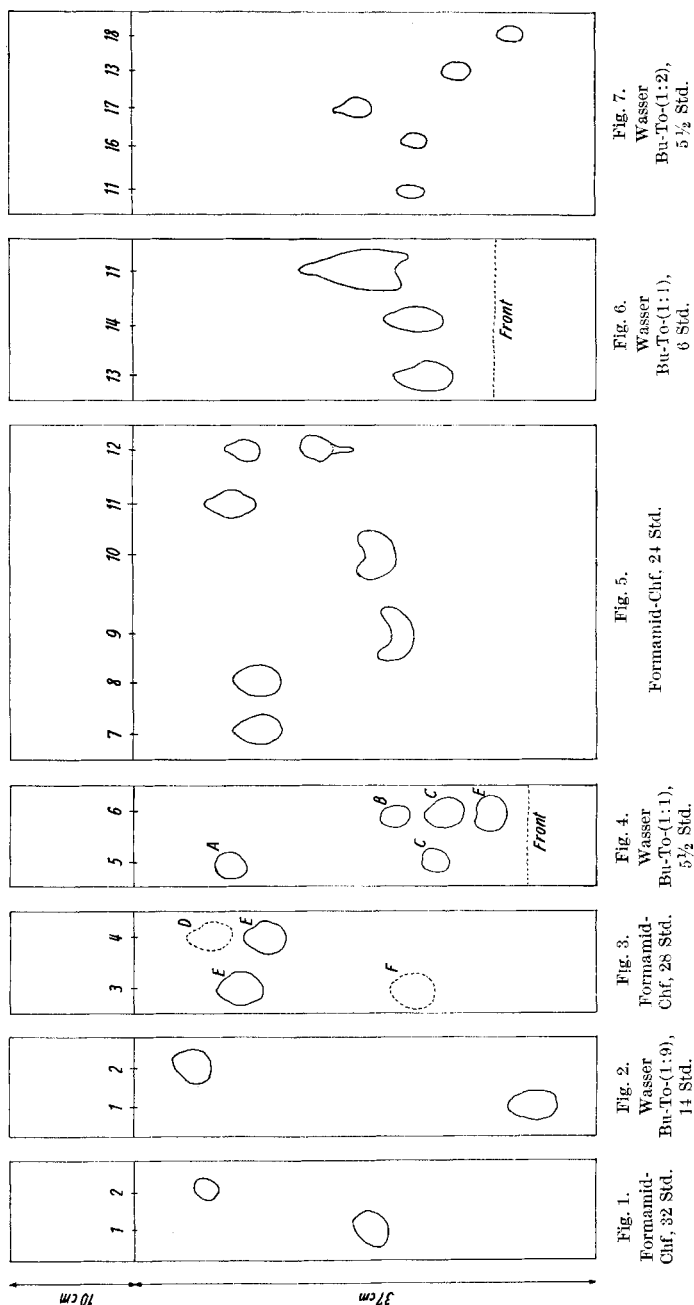 10 cm
37 cm
1 2
Fig. 1.
Formamid-
Chf, 32 Std.
1 2
Fig. 2.
Wasser
Bu-To-(1:9),
14 Std.
3 4
D
E
E
F
Fig. 3.
Formamid-
Chf, 28 Std.
5 6
A
B
C
C
E
Front
Fig. 4.
Wasser
Bu-To-(1:1),
5½ Std.
7 8 9 10 11 12
Fig. 5.
Formamid-Chf, 24 Std.
13 14 11
Front
Fig. 6.
Wasser
Bu-To-(1:1),
6 Std.
11 16 17 13 18
Fig. 7.
Wasser
Bu-To-(1:2),
5½ Std.